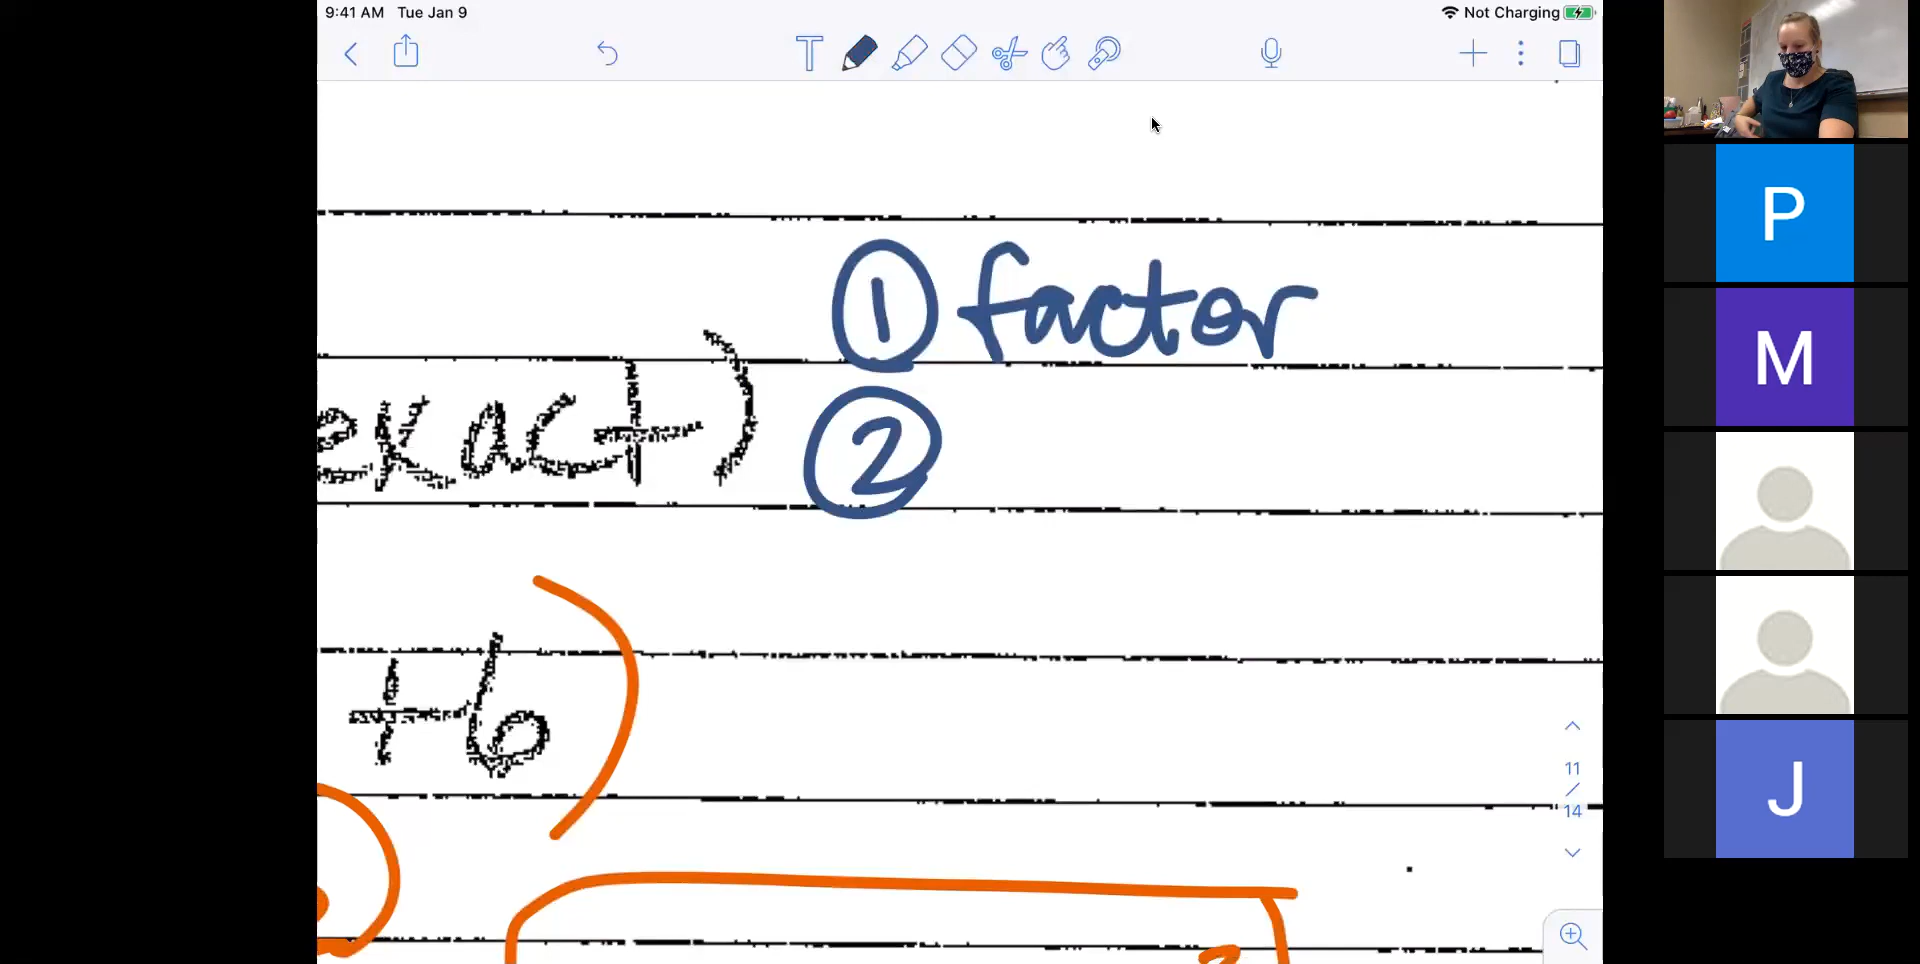 9:41 AM Tue Jan 9
Not Charging
T
① factor
exact)
②
+6)
11
/
14
P
M
J